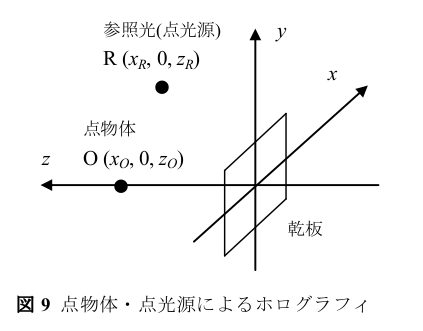 参照光(点光源)
R (xR, 0, zR)
y
x
点物体
O (xO, 0, zO)
z
乾板
図 9 点物体・点光源によるホログラフィ